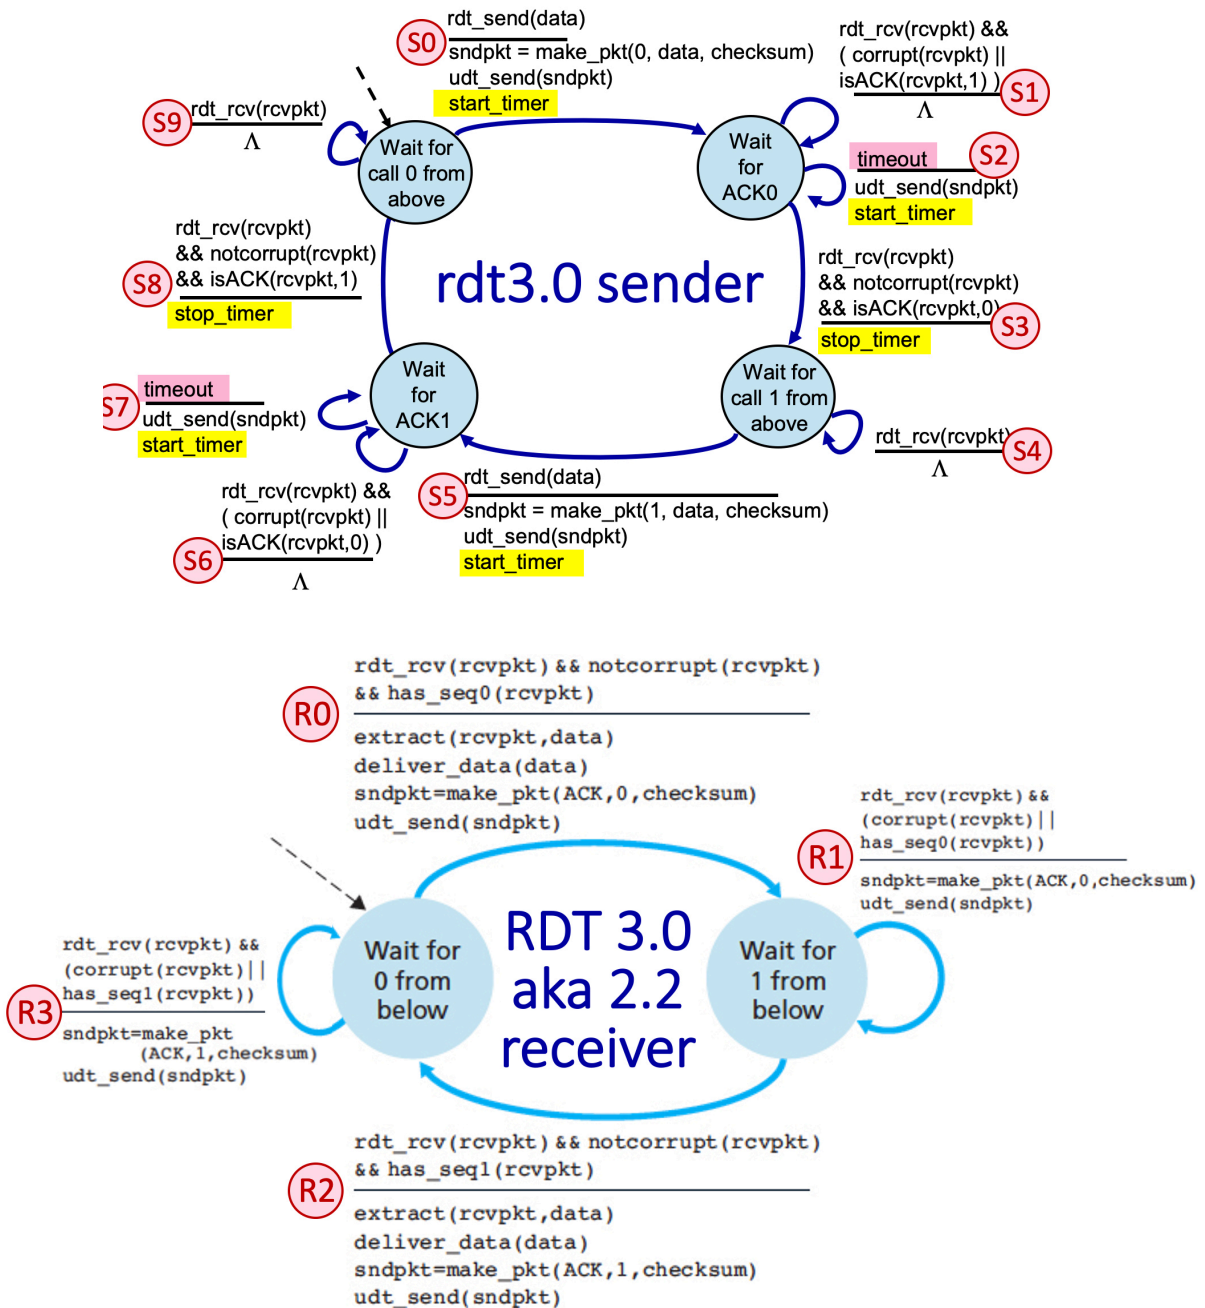 S0
rdt_send(data)
sndpkt = make_pkt(0, data, checksum)
udt_send(sndpkt)
start_timer
rdt_rcv(rcvpkt) &&
( corrupt(rcvpkt) ||
isACK(rcvpkt,1) )
S1
Λ
S9
rdt_rcv(rcvpkt)
Λ
Wait for
call 0 from
above
Wait
for
ACK0
timeout
S2
udt_send(sndpkt)
start_timer
rdt_rcv(rcvpkt)
&& notcorrupt(rcvpkt)
&& isACK(rcvpkt,1)
S8
stop_timer
rdt3.0 sender
rdt_rcv(rcvpkt)
&& notcorrupt(rcvpkt)
&& isACK(rcvpkt,0)
S3
stop_timer
S7
timeout
udt_send(sndpkt)
start_timer
Wait
for
ACK1
Wait for
call 1 from
above
rdt_rcv(rcvpkt)
S4
Λ
rdt_rcv(rcvpkt) &&
( corrupt(rcvpkt) ||
isACK(rcvpkt,0) )
S6
Λ
S5
rdt_send(data)
sndpkt = make_pkt(1, data, checksum)
udt_send(sndpkt)
start_timer
R0
rdt_rcv(rcvpkt) && notcorrupt(rcvpkt)
&& has_seq0(rcvpkt)
extract(rcvpkt,data)
deliver_data(data)
sndpkt=make_pkt(ACK,0,checksum)
udt_send(sndpkt)
R1
rdt_rcv(rcvpkt) &&
(corrupt(rcvpkt)||
has_seq0(rcvpkt))
sndpkt=make_pkt(ACK,0,checksum)
udt_send(sndpkt)
rdt_rcv(rcvpkt) &&
(corrupt(rcvpkt)||
has_seq1(rcvpkt))
R3
sndpkt=make_pkt
(ACK,1,checksum)
udt_send(sndpkt)
Wait for
0 from
below
RDT 3.0
aka 2.2
receiver
Wait for
1 from
below
R2
rdt_rcv(rcvpkt) && notcorrupt(rcvpkt)
&& has_seq1(rcvpkt)
extract(rcvpkt,data)
deliver_data(data)
sndpkt=make_pkt(ACK,1,checksum)
udt_send(sndpkt)